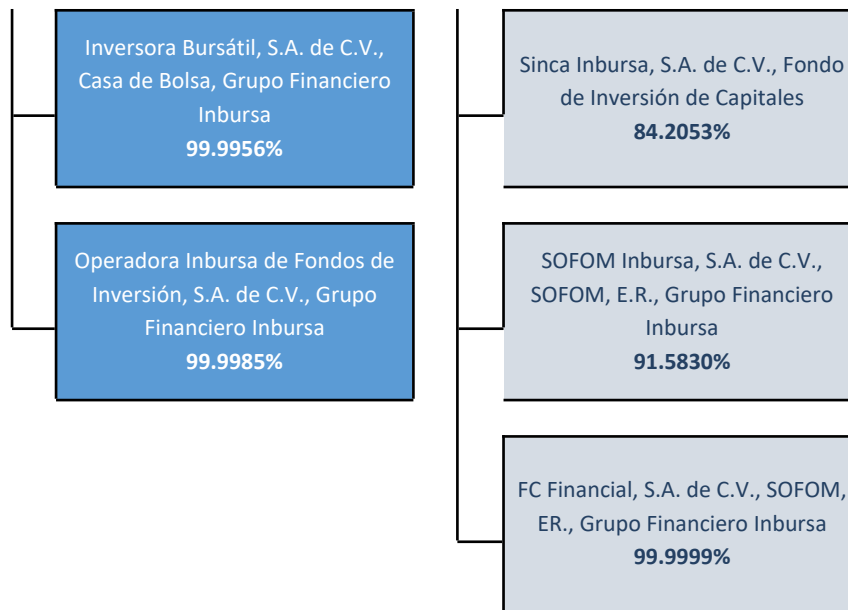 Inversora Bursátil, S.A. de C.V.,
Casa de Bolsa, Grupo Financiero
Inbursa
99.9956%
Operadora Inbursa de Fondos de
Inversión, S.A. de C.V., Grupo
Financiero Inbursa
99.9985%
Sinca Inbursa, S.A. de C.V., Fondo
de Inversión de Capitales
84.2053%
SOFOM Inbursa, S.A. de C.V.,
SOFOM, E.R., Grupo Financiero
Inbursa
91.5830%
FC Financial, S.A. de C.V., SOFOM,
ER., Grupo Financiero Inbursa
99.9999%